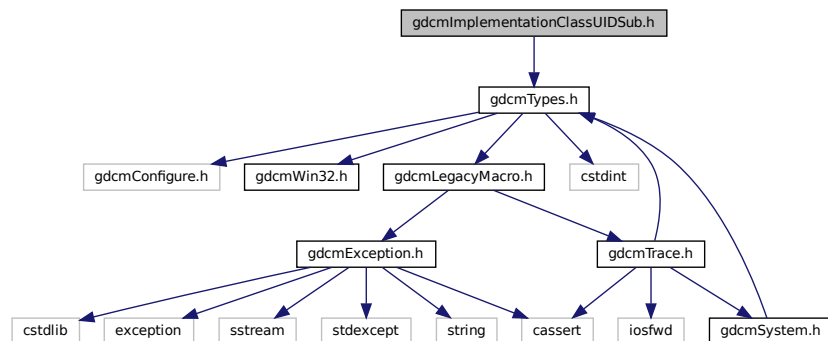 gdcmImplementationClassUIDSub.h
gdcmTypes.h
gdcmConfigure.h
gdcmWin32.h
gdcmLegacyMacro.h
cstdint
gdcmException.h
gdcmTrace.h
cstdlib
exception
sstream
stdexcept
string
cassert
iosfwd
gdcmSystem.h